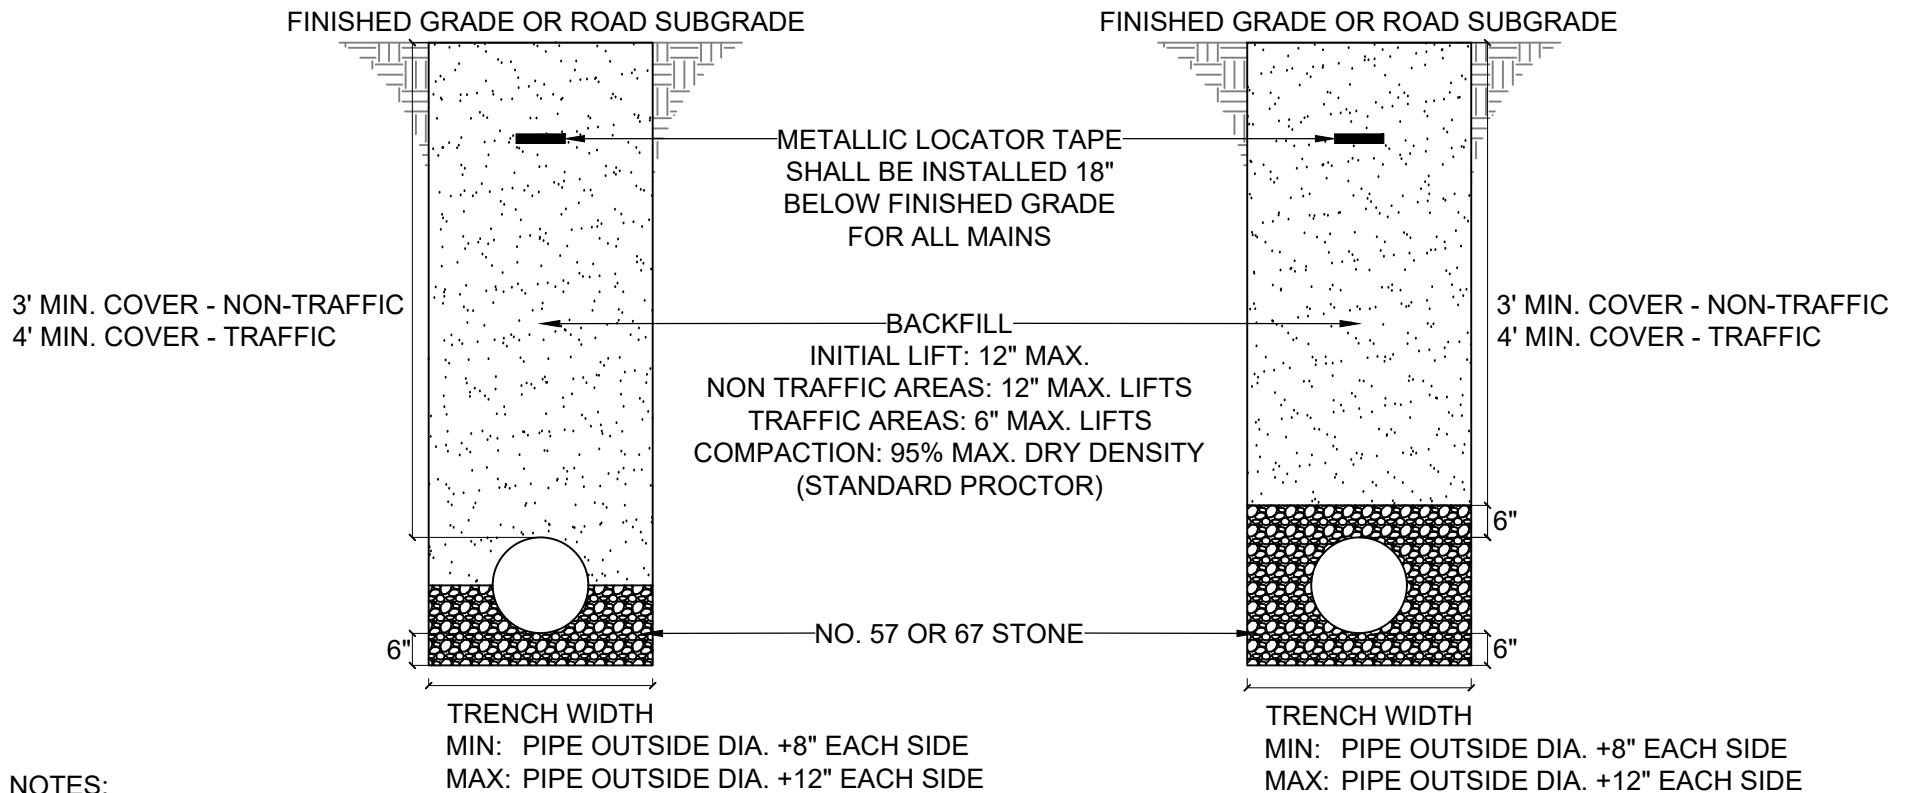 FINISHED GRADE OR ROAD SUBGRADE
FINISHED GRADE OR ROAD SUBGRADE
METALLIC LOCATOR TAPE
SHALL BE INSTALLED 18"
BELOW FINISHED GRADE
FOR ALL MAINS
3' MIN. COVER - NON-TRAFFIC
4' MIN. COVER - TRAFFIC
BACKFILL
INITIAL LIFT: 12" MAX.
NON TRAFFIC AREAS: 12" MAX. LIFTS
TRAFFIC AREAS: 6" MAX. LIFTS
COMPACTION: 95% MAX. DRY DENSITY
(STANDARD PROCTOR)
3' MIN. COVER - NON-TRAFFIC
4' MIN. COVER - TRAFFIC
6"
6"
NO. 57 OR 67 STONE
6"
TRENCH WIDTH
MIN: PIPE OUTSIDE DIA. +8" EACH SIDE
MAX: PIPE OUTSIDE DIA. +12" EACH SIDE
TRENCH WIDTH
MIN: PIPE OUTSIDE DIA. +8" EACH SIDE
MAX: PIPE OUTSIDE DIA. +12" EACH SIDE
NOTES: